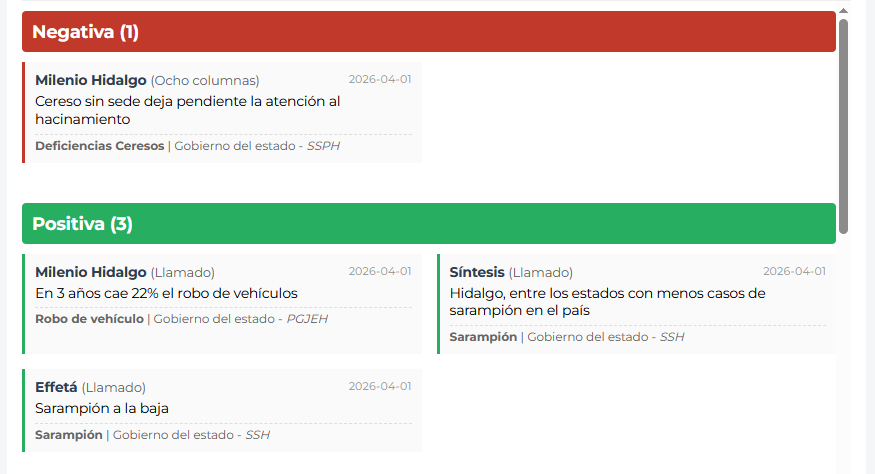 Negativa (1)
Milenio Hidalgo (Ocho columnas) 2026-04-01
Cereso sin sede deja pendiente la atención al
hacinamiento
Deficiencias Ceresos | Gobierno del estado - SSPH
Positiva (3)
Milenio Hidalgo (Llamado) 2026-04-01
En 3 años cae 22% el robo de vehículos
Robo de vehículo | Gobierno del estado - PGJEH
Síntesis (Llamado) 2026-04-01
Hidalgo, entre los estados con menos casos de
sarampión en el país
Sarampión | Gobierno del estado - SSH
Effetá (Llamado) 2026-04-01
Sarampión a la baja
Sarampión | Gobierno del estado - SSH